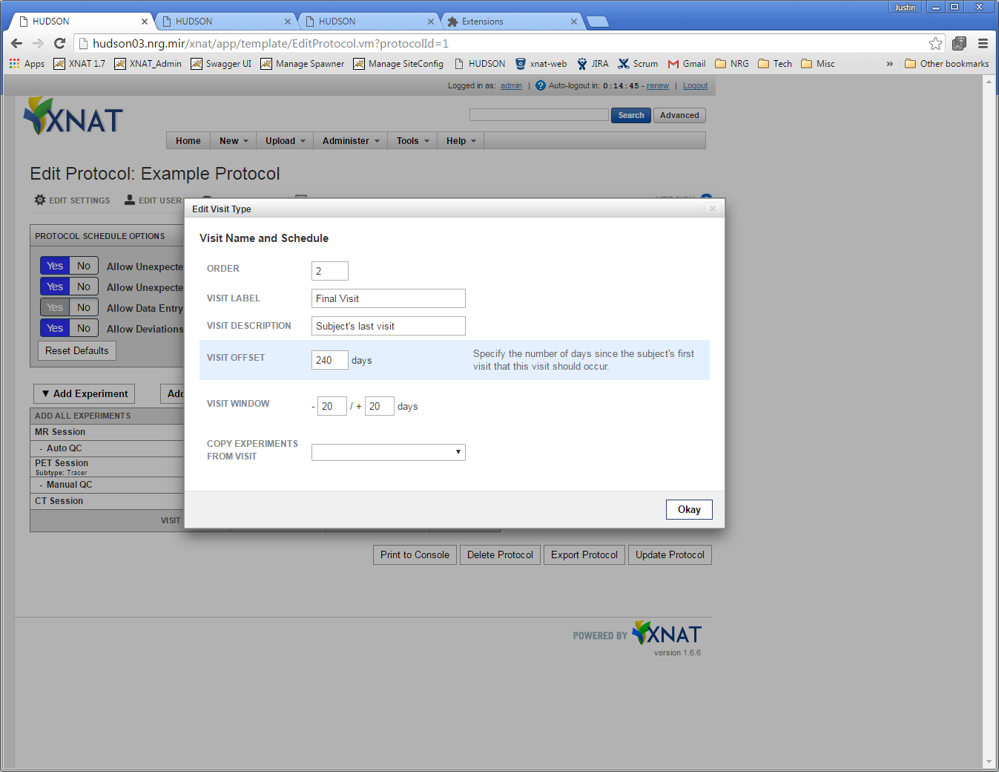 Justin
HUDSON
HUDSON
HUDSON
Extensions
hudson03.nrg.mir/xnat/app/template/EditProtocol.vm?protocolId=1
Apps XNAT 1.7 XNAT_Admin Swagger UI Manage Spawner Manage SiteConfig HUDSON xnat-web JIRA Scrum Gmail NRG Tech Misc » Other bookmarks
Logged in as: admin | ? Auto-logout in: 0:14:45 - renew | Logout
XNAT
Search Advanced
Home New Upload Administer Tools Help
Edit Protocol: Example Protocol
EDIT SETTINGS EDIT USER
Edit Visit Type
PROTOCOL SCHEDULE OPTIONS
Yes No Allow Unexpecte
Yes No Allow Unexpecte
Yes No Allow Data Entry
Yes No Allow Deviations
Reset Defaults
▼ Add Experiment
ADD ALL EXPERIMENTS
MR Session
- Auto QC
PET Session
Subtype: Tracer
- Manual QC
CT Session
VISIT
Visit Name and Schedule
ORDER 2
VISIT LABEL Final Visit
VISIT DESCRIPTION Subject's last visit
VISIT OFFSET 240 days
Specify the number of days since the subject's first
visit that this visit should occur.
VISIT WINDOW - 20 / + 20 days
COPY EXPERIMENTS
FROM VISIT
Okay
Print to Console Delete Protocol Export Protocol Update Protocol
POWERED BY XNAT
version 1.6.6